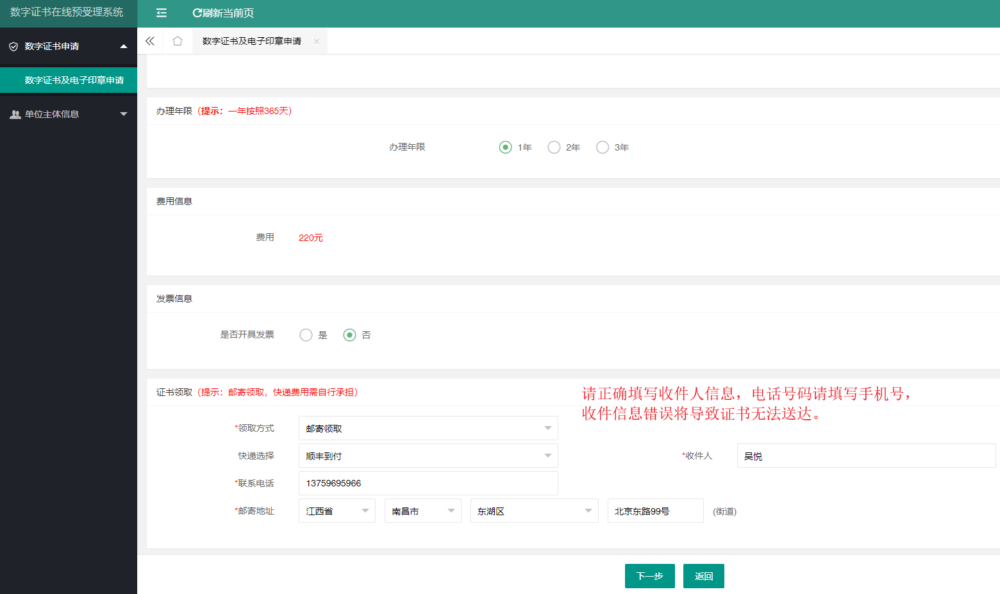 数字证书在线预受理系统
刷新当前页
数字证书申请
数字证书及电子印章申请
单位主体信息
数字证书及电子印章申请
办理年限（提示：一年按照365天）
办理年限 1年 2年 3年
费用信息
费用 220元
发票信息
是否开具发票 是 否
证书领取（提示：邮寄领取，快递费用需自行承担）
请正确填写收件人信息，电话号码请填写手机号，
收件信息错误将导致证书无法送达。
*领取方式 邮寄领取
快递选择 顺丰到付 *收件人 吴悦
*联系电话 13759695966
*邮寄地址 江西省 南昌市 东湖区 北京东路99号 (街道)
下一步 返回